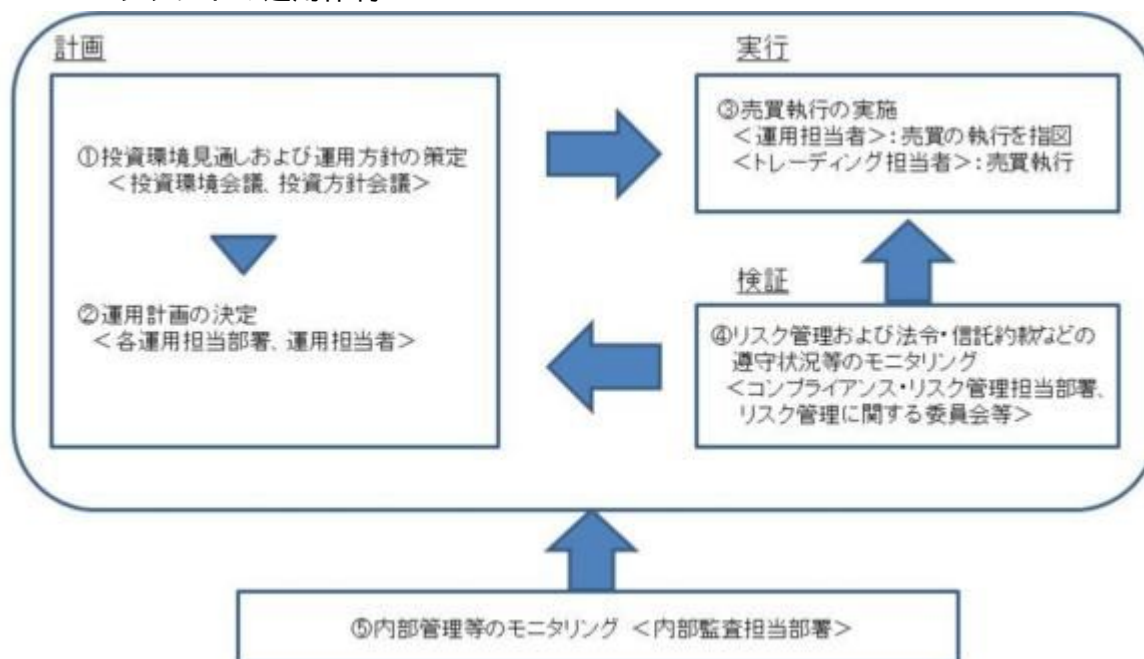 計画
①投資環境見通しおよび運用方針の策定
＜投資環境会議、投資方針会議＞
②運用計画の決定
＜各運用担当部署、運用担当者＞
実行
③売買執行の実施
＜運用担当者＞：売買の執行を指図
＜トレーディング担当者＞：売買執行
検証
④リスク管理および法令・信託約款などの
遵守状況等のモニタリング
＜コンプライアンス・リスク管理担当部署、
リスク管理に関する委員会等＞
⑤内部管理等のモニタリング ＜内部監査担当部署＞